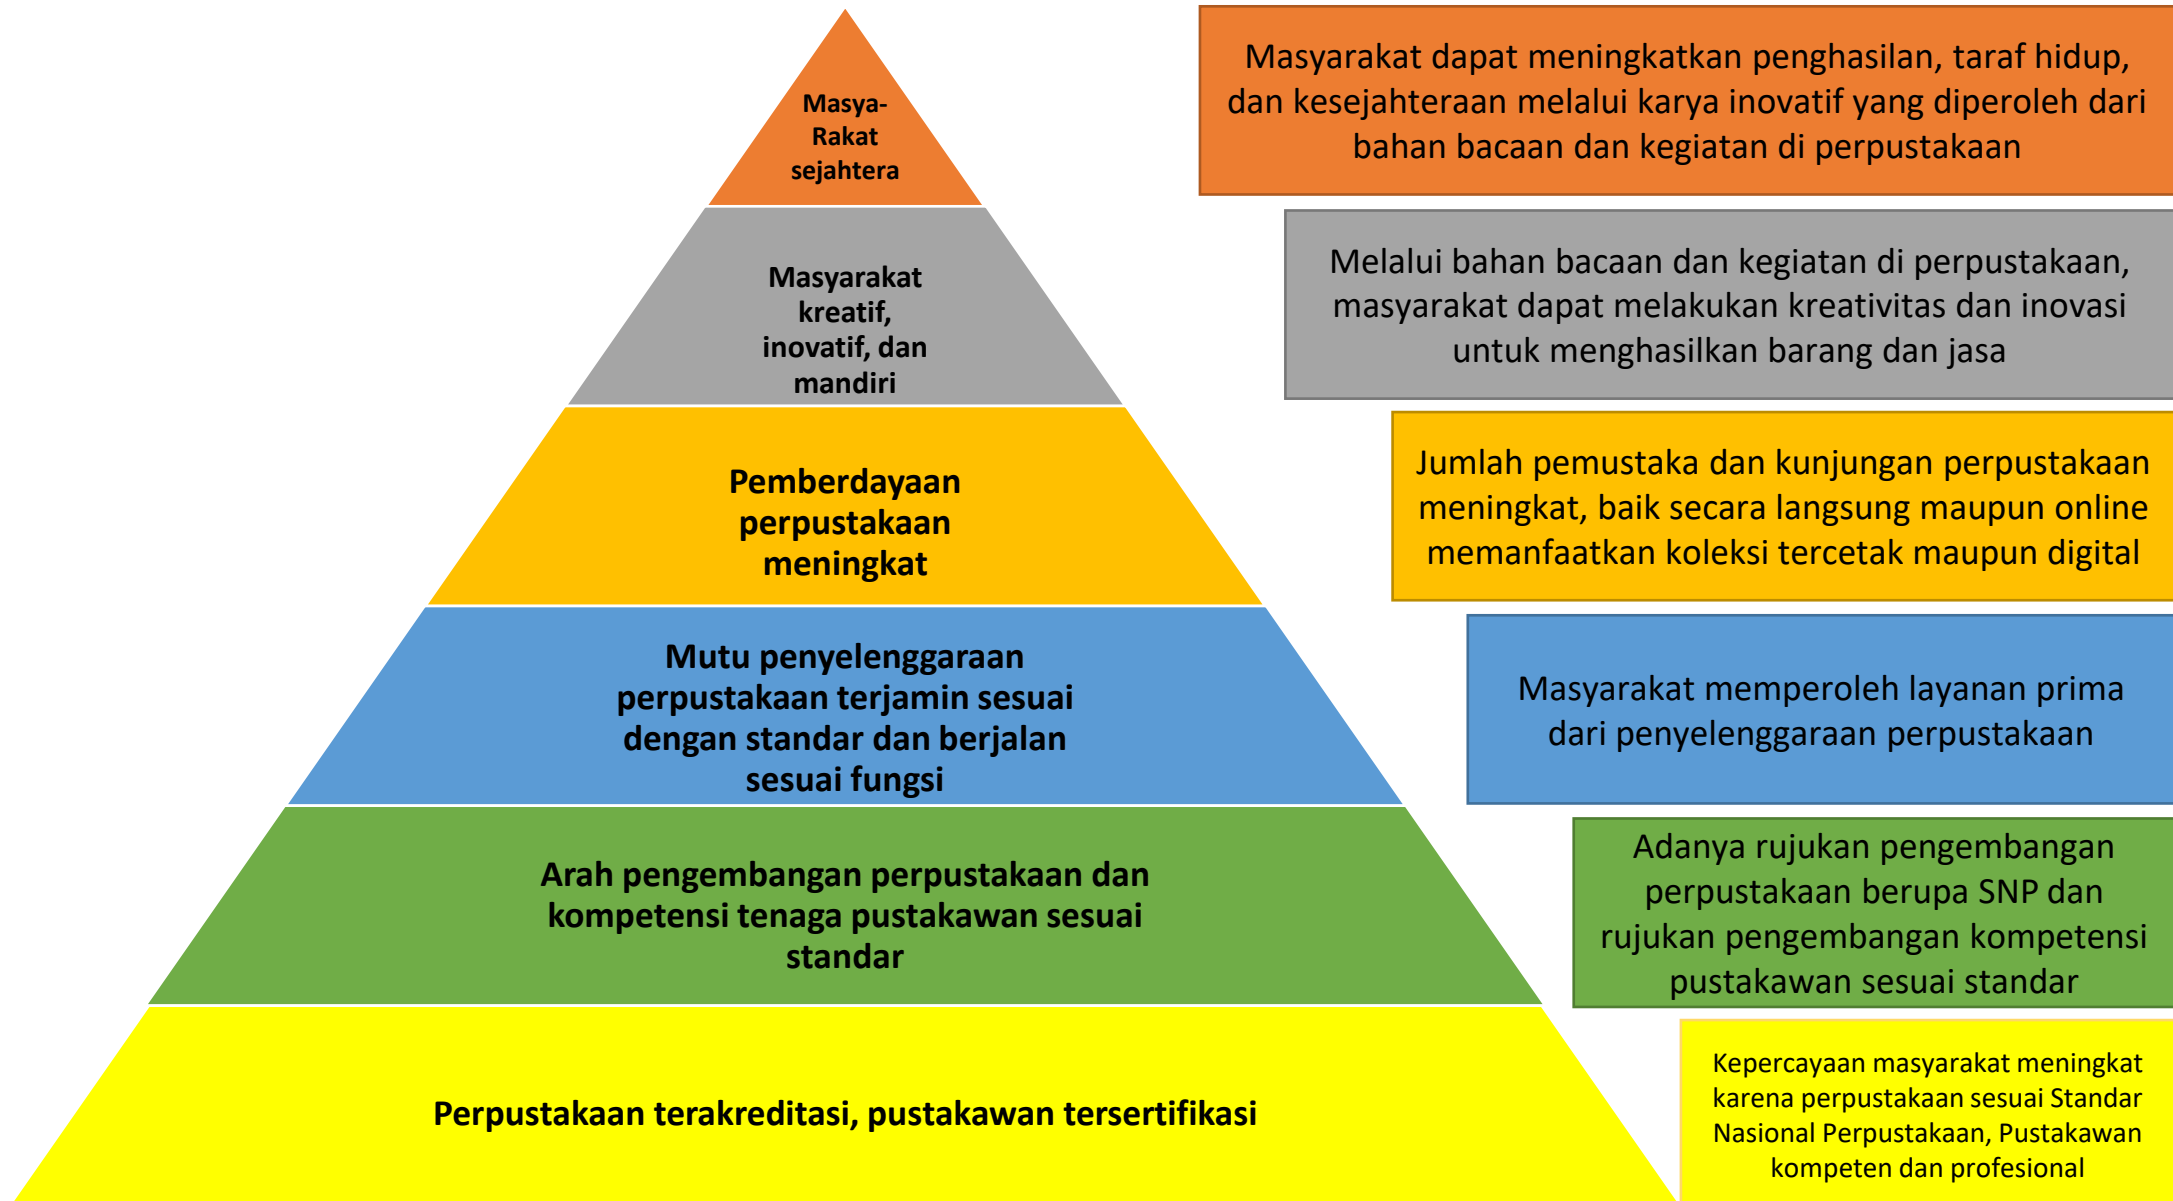 Masya-
Rakat
sejahtera
Masyarakat dapat meningkatkan penghasilan, taraf hidup,
dan kesejahteraan melalui karya inovatif yang diperoleh dari
bahan bacaan dan kegiatan di perpustakaan
Masyarakat
kreatif,
inovatif, dan
mandiri
Melalui bahan bacaan dan kegiatan di perpustakaan,
masyarakat dapat melakukan kreativitas dan inovasi
untuk menghasilkan barang dan jasa
Pemberdayaan
perpustakaan
meningkat
Jumlah pemustaka dan kunjungan perpustakaan
meningkat, baik secara langsung maupun online
memanfaatkan koleksi tercetak maupun digital
Mutu penyelenggaraan
perpustakaan terjamin sesuai
dengan standar dan berjalan
sesuai fungsi
Masyarakat memperoleh layanan prima
dari penyelenggaraan perpustakaan
Arah pengembangan perpustakaan dan
kompetensi tenaga pustakawan sesuai
standar
Adanya rujukan pengembangan
perpustakaan berupa SNP dan
rujukan pengembangan kompetensi
pustakawan sesuai standar
Perpustakaan terakreditasi, pustakawan tersertifikasi
Kepercayaan masyarakat meningkat
karena perpustakaan sesuai Standar
Nasional Perpustakaan, Pustakawan
kompeten dan profesional